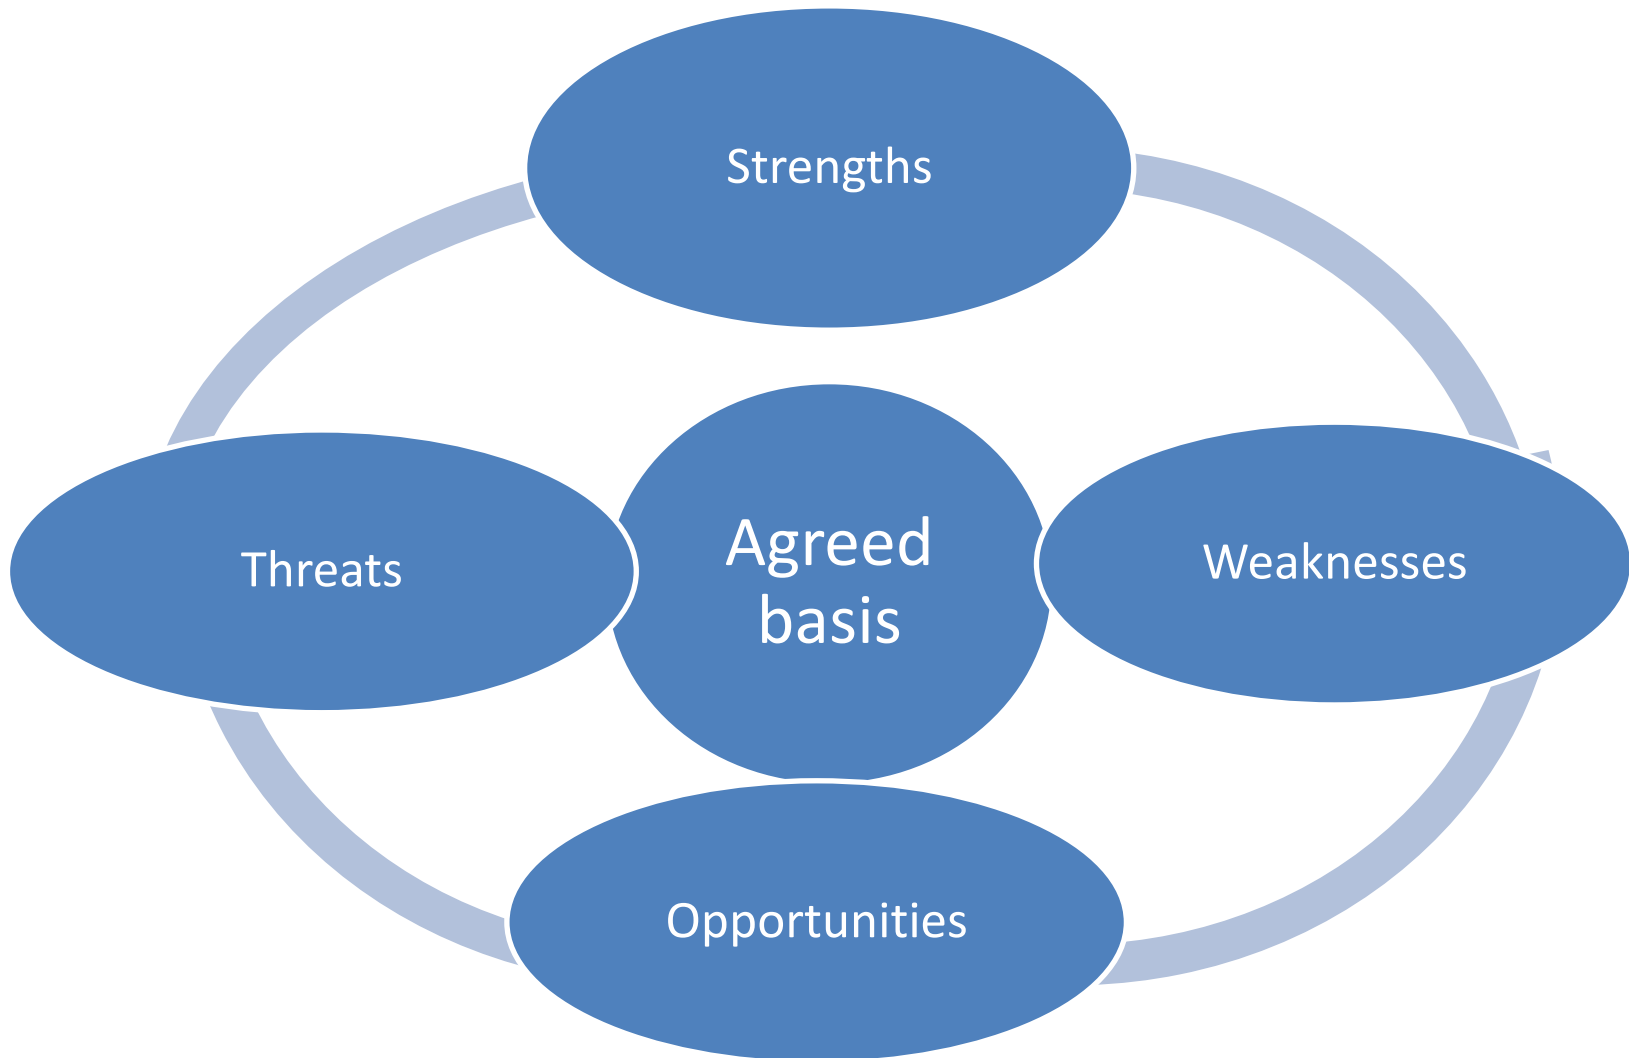 Strengths
Agreed
basis
Weaknesses
Threats
Opportunities